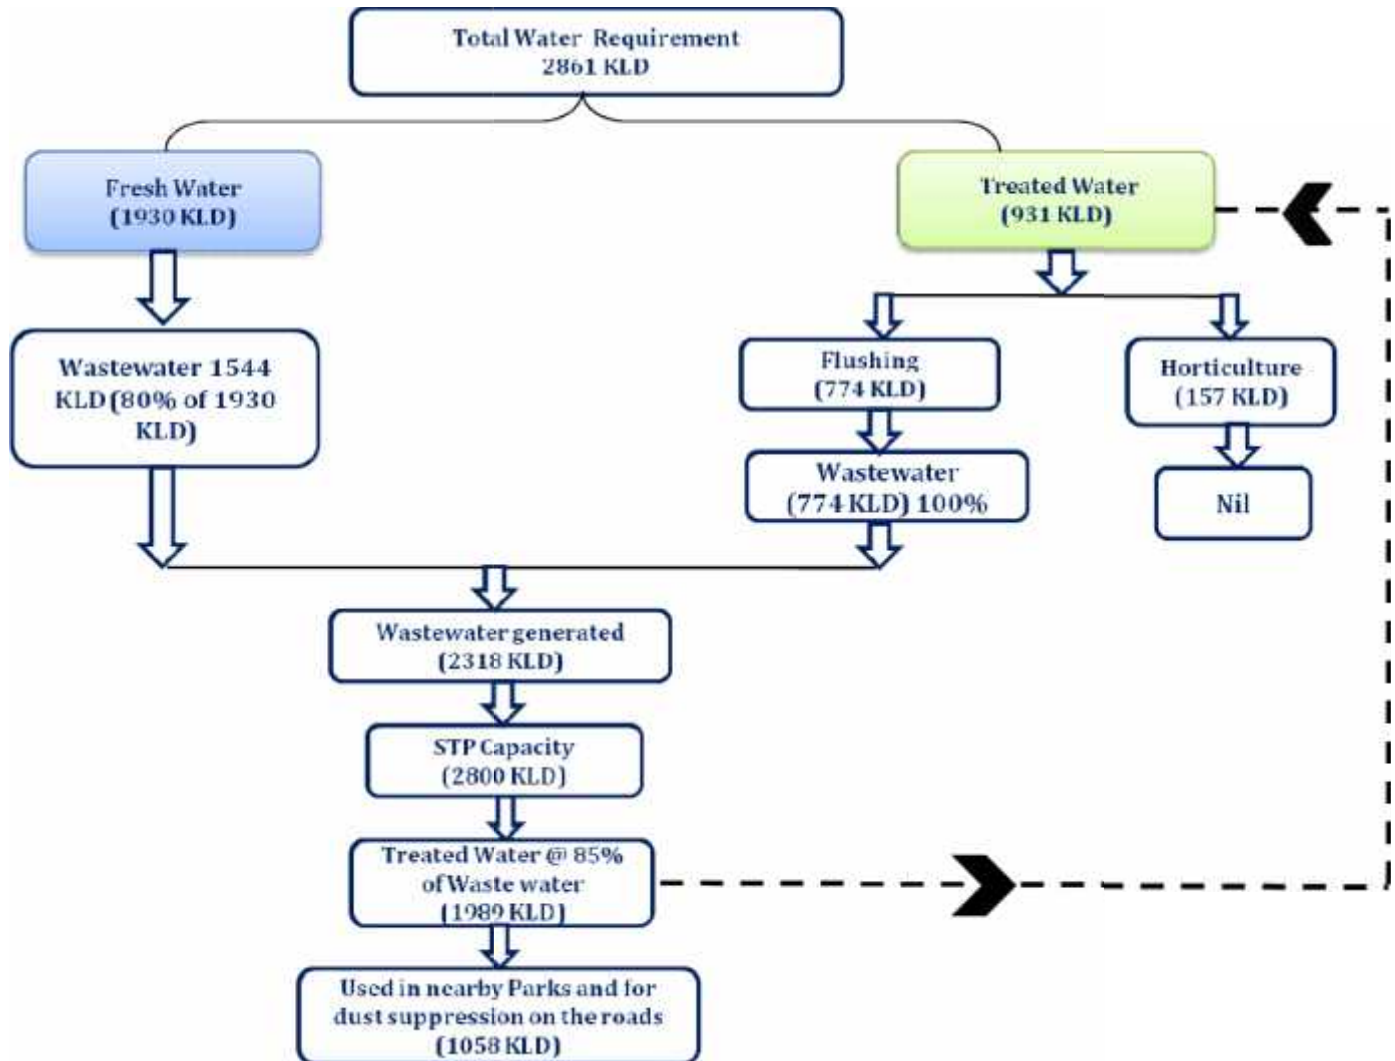 Total Water Requirement
2861 KLD
Fresh Water
(1930 KLD)
Treated Water
(931 KLD)
Wastewater 1544
KLD (80% of 1930
KLD)
Flushing
(774 KLD)
Horticulture
(157 KLD)
Wastewater
(774 KLD) 100%
Nil
Wastewater generated
(2318 KLD)
STP Capacity
(2800 KLD)
Treated Water @ 85%
of Waste water
(1989 KLD)
Used in nearby Parks and for
dust suppression on the roads
(1058 KLD)